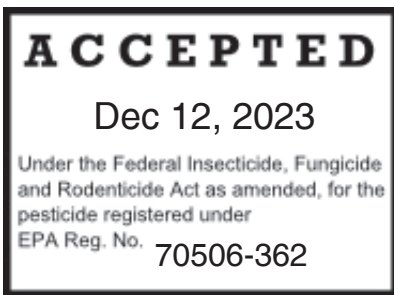 ACCEPTED
Dec 12, 2023
Under the Federal Insecticide, Fungicide
and Rodenticide Act as amended, for the
pesticide registered under
EPA Reg. No. 70506-362